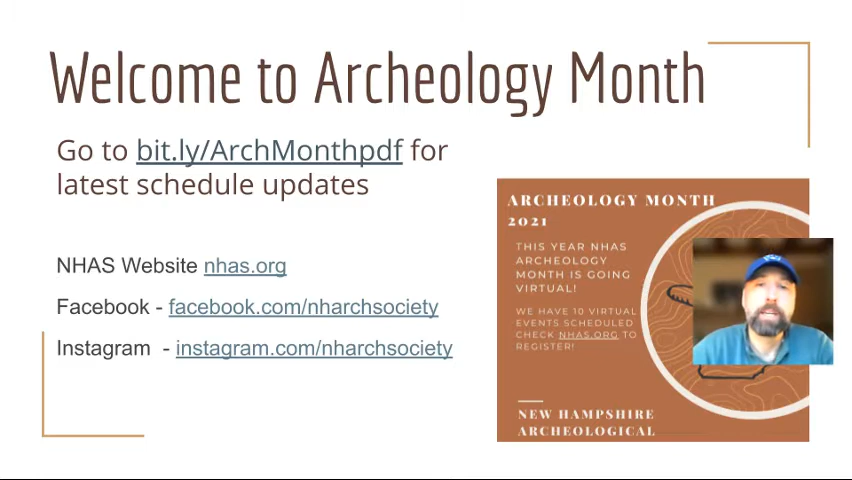 Welcome to Archeology Month
Go to bit.ly/ArchMonthpdf for
latest schedule updates
NHAS Website nhas.org
Facebook - facebook.com/nharchsociety
Instagram - instagram.com/nharchsociety
ARCHEOLOGY MONTH
2021
THIS YEAR NHAS
ARCHEOLOGY
MONTH IS GOING
VIRTUAL!
WE HAVE 10 VIRTUAL
EVENTS SCHEDULED
CHECK NHAS.ORG TO
REGISTER!
NEW HAMPSHIRE
ARCHEOLOGICAL